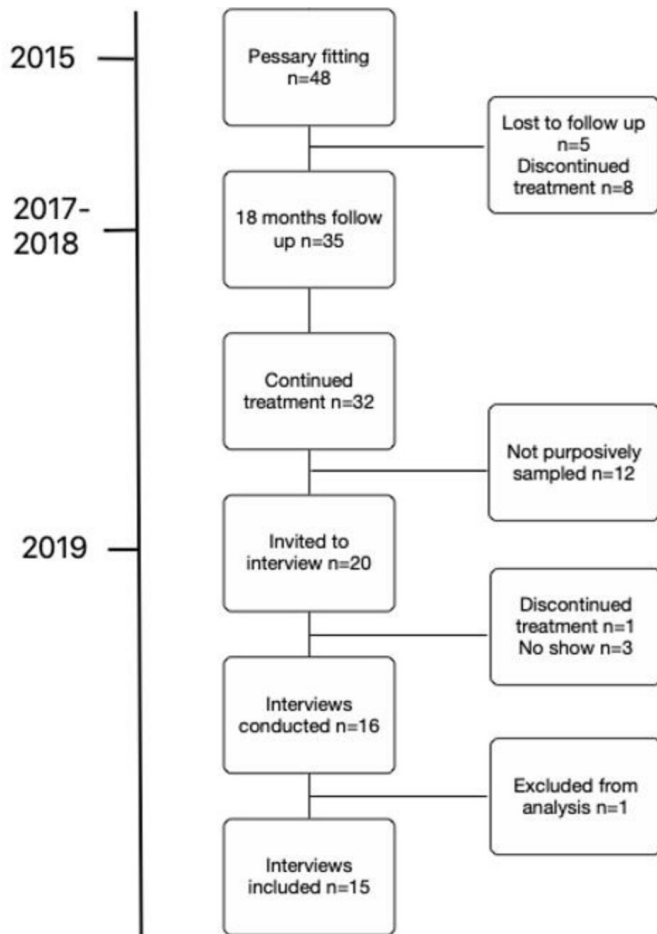 2015
Pessary fitting
n=48
Lost to follow up
n=5
Discontinued
treatment n=8
2017-
2018
18 months follow
up n=35
Continued
treatment n=32
Not purposively
sampled n=12
2019
Invited to
interview n=20
Discontinued
treatment n=1
No show n=3
Interviews
conducted n=16
Excluded from
analysis n=1
Interviews
included n=15